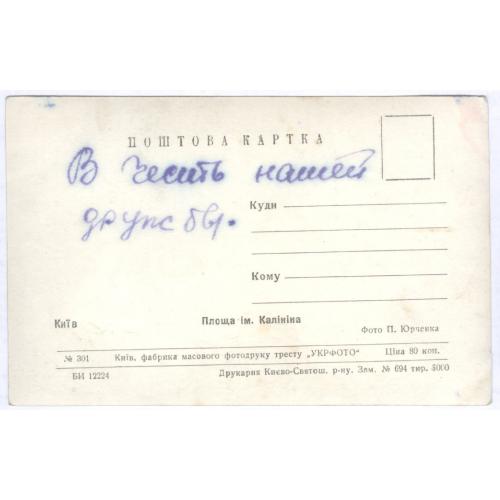 ПОШТОВА КАРТКА
В честь нашей
дружбы.
Куди
Кому
Київ
Площа ім. Калініна
Фото П. Юрченка
№ 301 Київ, фабрика масового фотодруку тресту „УКРФОТО" Ціна 80 коп.
БИ 12224 Друкарня Києво-Святош. р-ну. Зам. № 694 тир. 5000